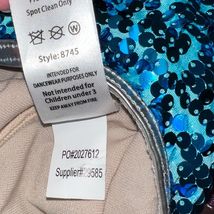 Spot Clean Only
Style: 8745
INTENDED FOR
DANCEWEAR PURPOSES ONLY
Not Intended for
Children under 3
KEEP AWAY FROM FIRE
PO#2027612
Supplier#29585